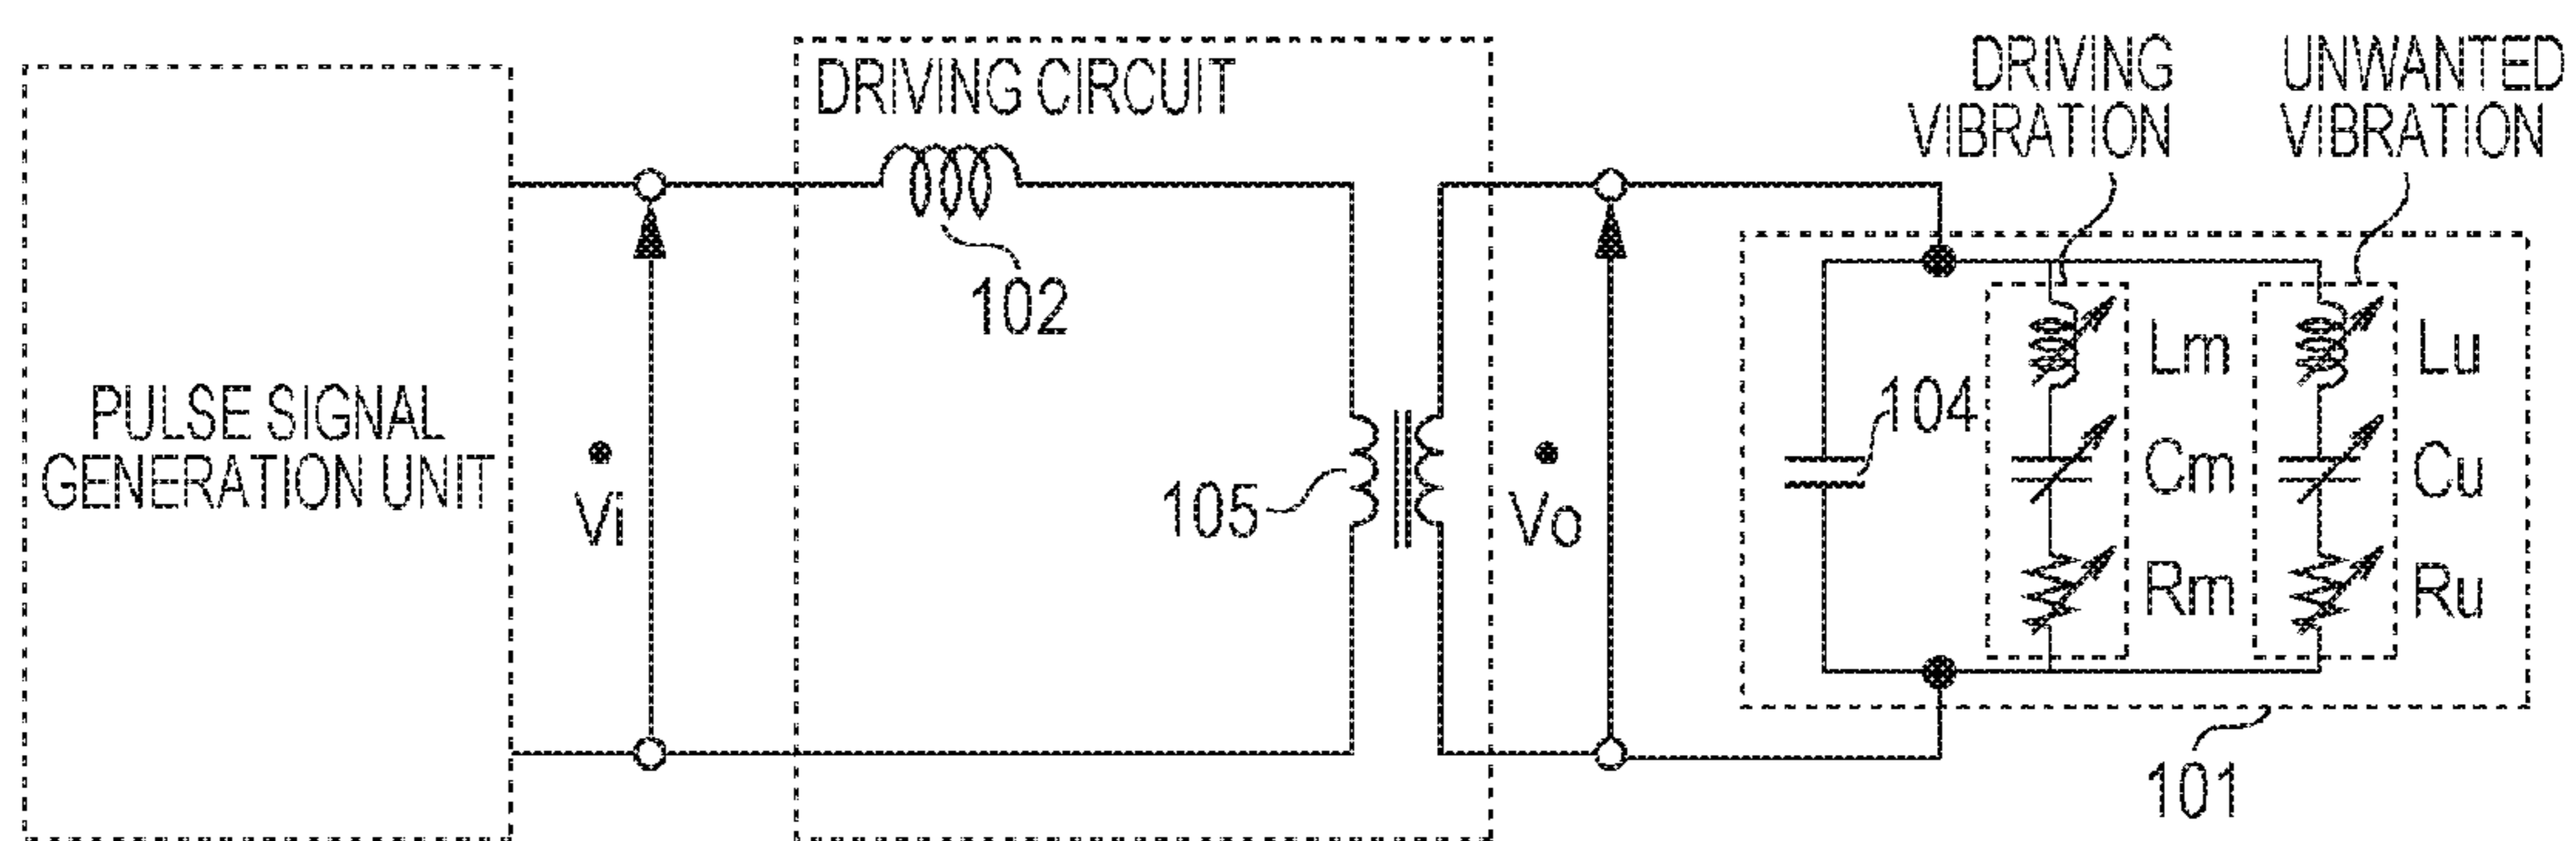 DRIVING CIRCUIT
DRIVING
VIBRATION
UNWANTED
VIBRATION
102
PULSE SIGNAL
GENERATION UNIT
Vi
105
Vo
104
Lm
Cm
Rm
Lu
Cu
Ru
101